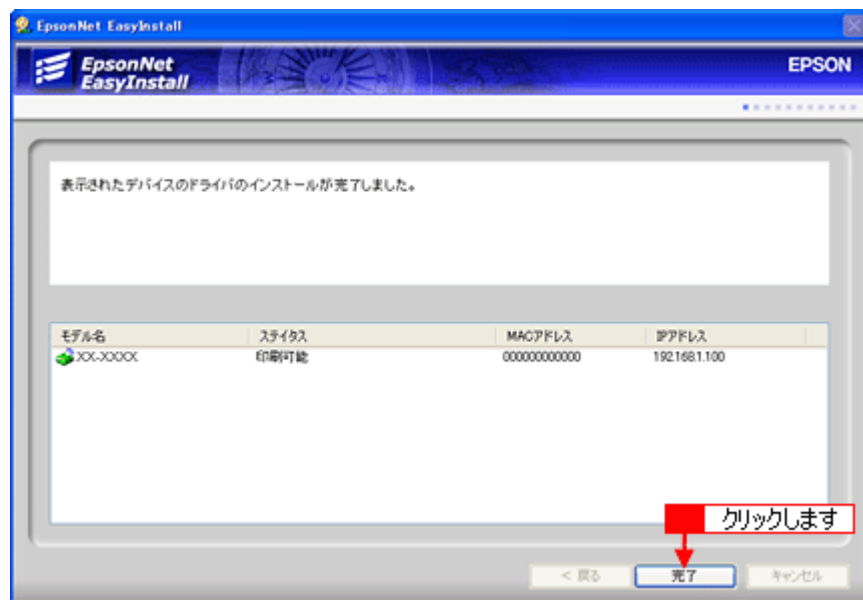 EpsonNet EasyInstall
EpsonNet
EasyInstall
EPSON
表示されたデバイスのドライバのインストールが完了しました。
モデル名 ステイタス MACアドレス IPアドレス
XX-XXXX 印刷可能 000000000000 192.168.1.100
クリックします
< 戻る 完了 キャンセル